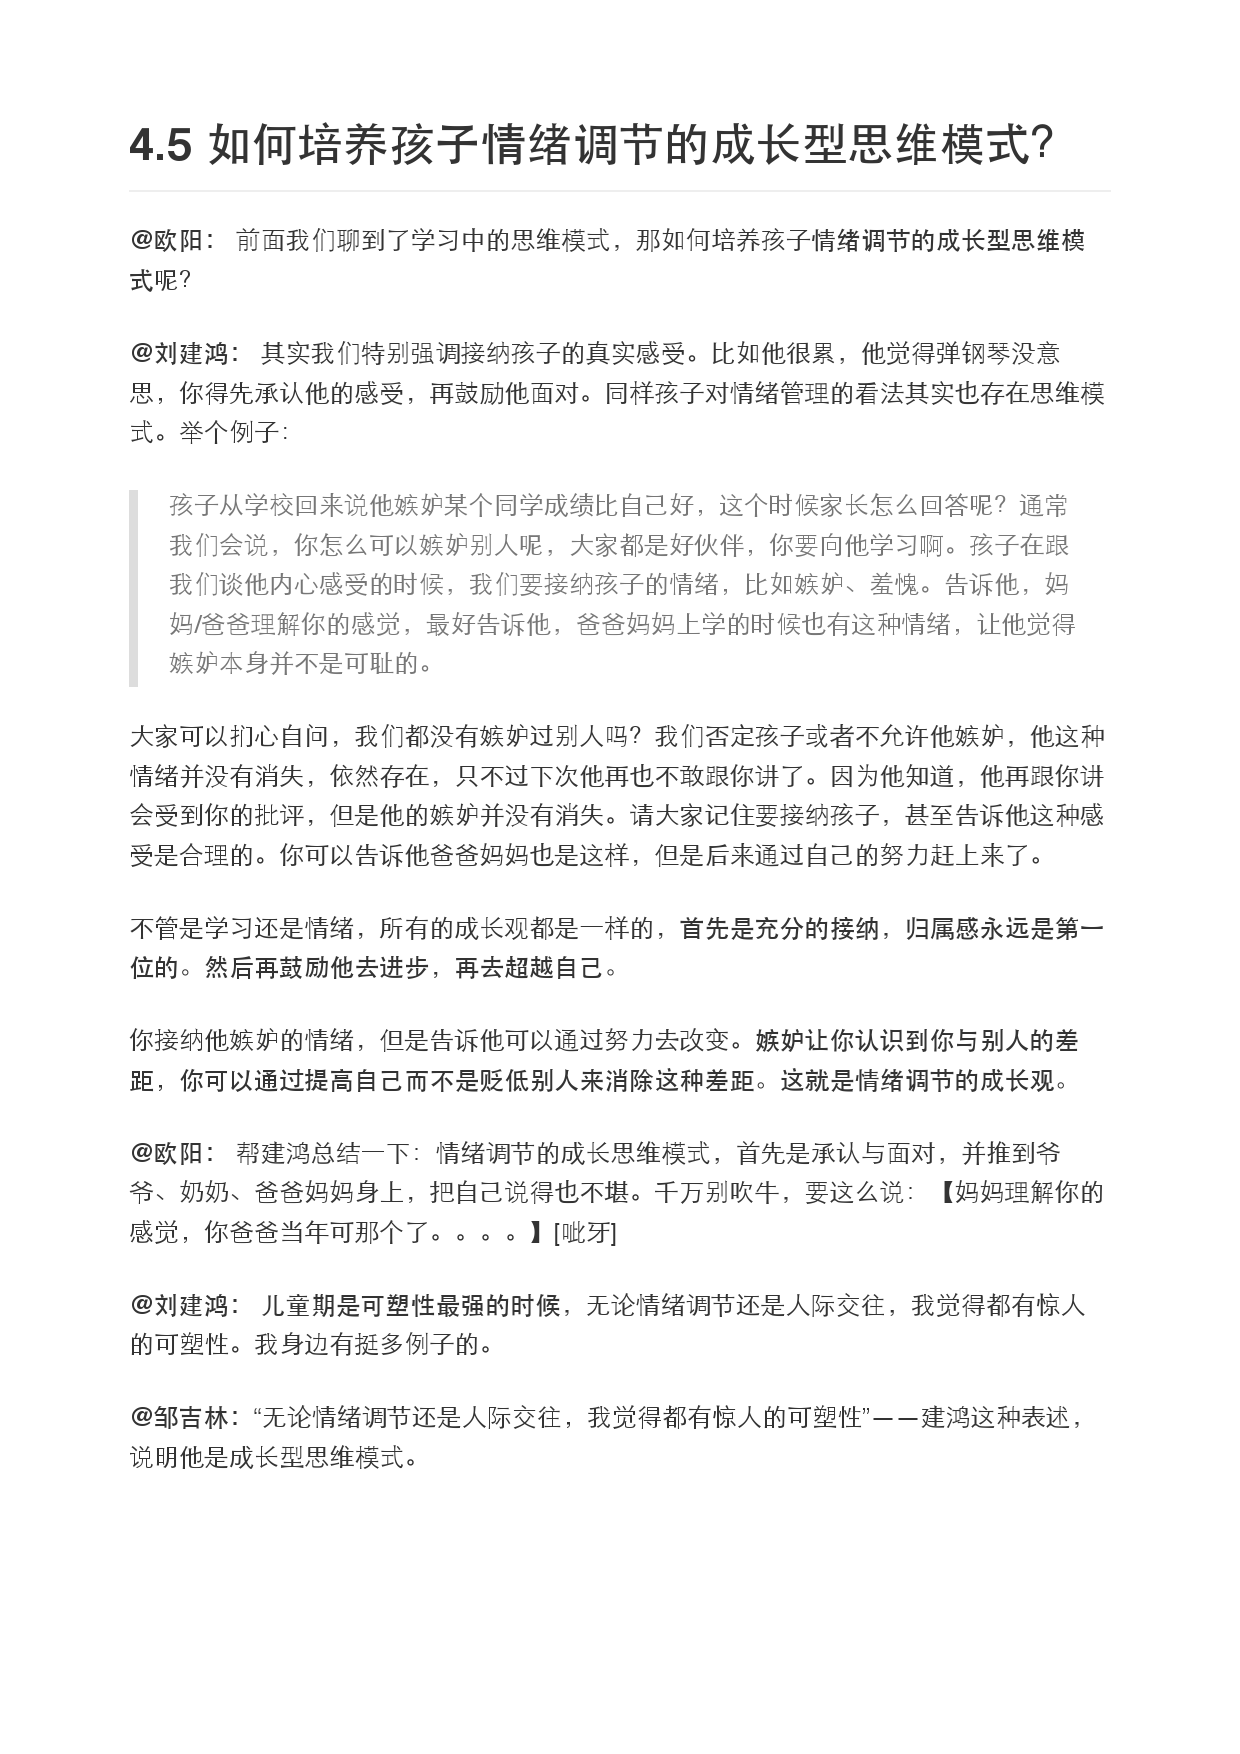 4.5 如何培养孩子情绪调节的成长型思维模式？
@欧阳： 前面我们聊到了学习中的思维模式，那如何培养孩子情绪调节的成长型思维模
式呢？
@刘建鸿： 其实我们特别强调接纳孩子的真实感受。比如他很累，他觉得弹钢琴没意
思，你得先承认他的感受，再鼓励他面对。同样孩子对情绪管理的看法其实也存在思维模
式。举个例子：
孩子从学校回来说他嫉妒某个同学成绩比自己好，这个时候家长怎么回答呢？通常
我们会说，你怎么可以嫉妒别人呢，大家都是好伙伴，你要向他学习啊。孩子在跟
我们谈他内心感受的时候，我们要接纳孩子的情绪，比如嫉妒、羞愧。告诉他，妈
妈/爸爸理解你的感觉，最好告诉他，爸爸妈妈上学的时候也有这种情绪，让他觉得
嫉妒本身并不是可耻的。
大家可以扪心自问，我们都没有嫉妒过别人吗？我们否定孩子或者不允许他嫉妒，他这种
情绪并没有消失，依然存在，只不过下次他再也不敢跟你讲了。因为他知道，他再跟你讲
会受到你的批评，但是他的嫉妒并没有消失。请大家记住要接纳孩子，甚至告诉他这种感
受是合理的。你可以告诉他爸爸妈妈也是这样，但是后来通过自己的努力赶上来了。
不管是学习还是情绪，所有的成长观都是一样的，首先是充分的接纳，归属感永远是第一
位的。然后再鼓励他去进步，再去超越自己。
你接纳他嫉妒的情绪，但是告诉他可以通过努力去改变。嫉妒让你认识到你与别人的差
距，你可以通过提高自己而不是贬低别人来消除这种差距。这就是情绪调节的成长观。
@欧阳： 帮建鸿总结一下：情绪调节的成长思维模式，首先是承认与面对，并推到爷
爷、奶奶、爸爸妈妈身上，把自己说得也不堪。千万别吹牛，要这么说：【妈妈理解你的
感觉，你爸爸当年可那个了。。。。】[呲牙]
@刘建鸿： 儿童期是可塑性最强的时候，无论情绪调节还是人际交往，我觉得都有惊人
的可塑性。我身边有挺多例子的。
@邹吉林：“无论情绪调节还是人际交往，我觉得都有惊人的可塑性”——建鸿这种表述，
说明他是成长型思维模式。